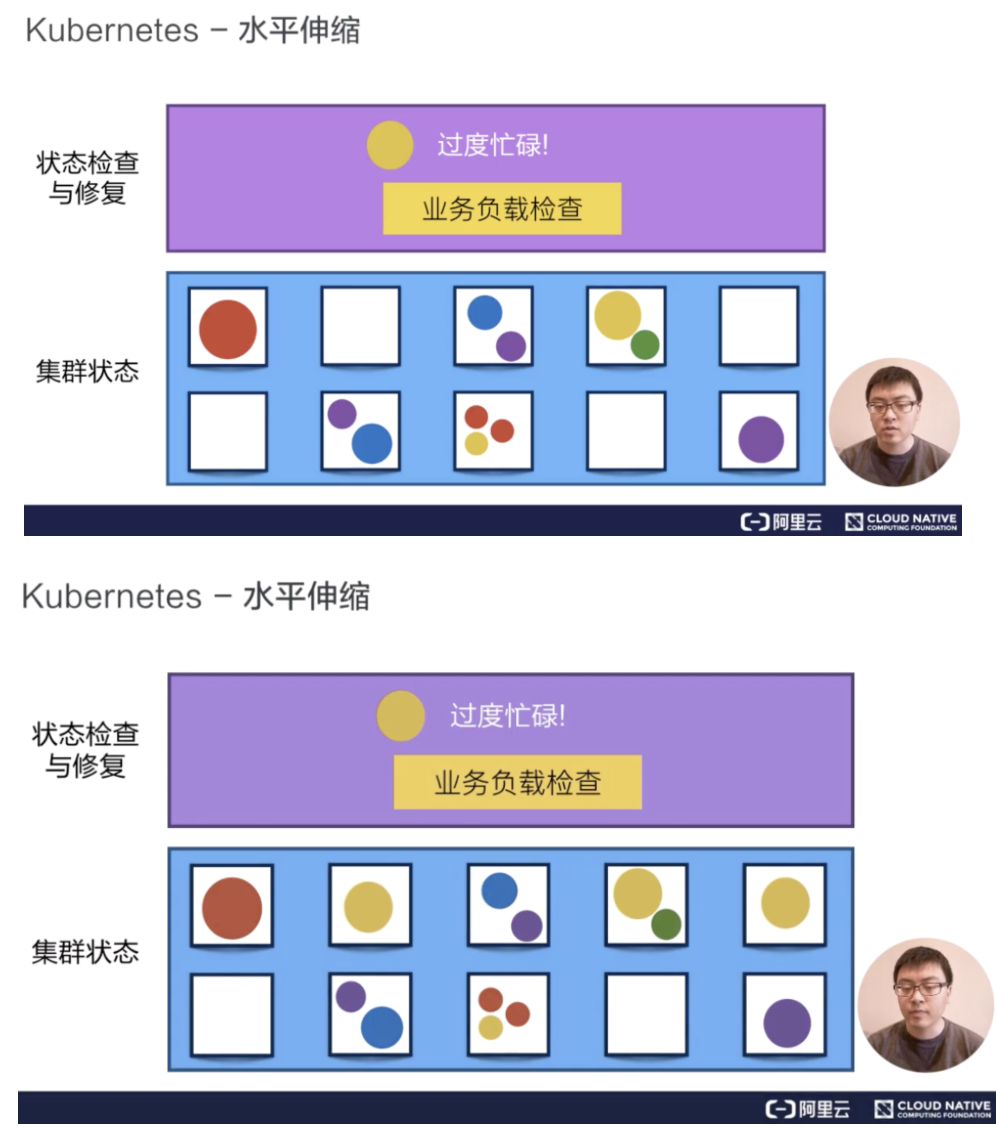 Kubernetes – 水平伸缩
状态检查
与修复
过度忙碌!
业务负载检查
集群状态
阿里云
CLOUD NATIVE
COMPUTING FOUNDATION
Kubernetes – 水平伸缩
状态检查
与修复
过度忙碌!
业务负载检查
集群状态
阿里云
CLOUD NATIVE
COMPUTING FOUNDATION